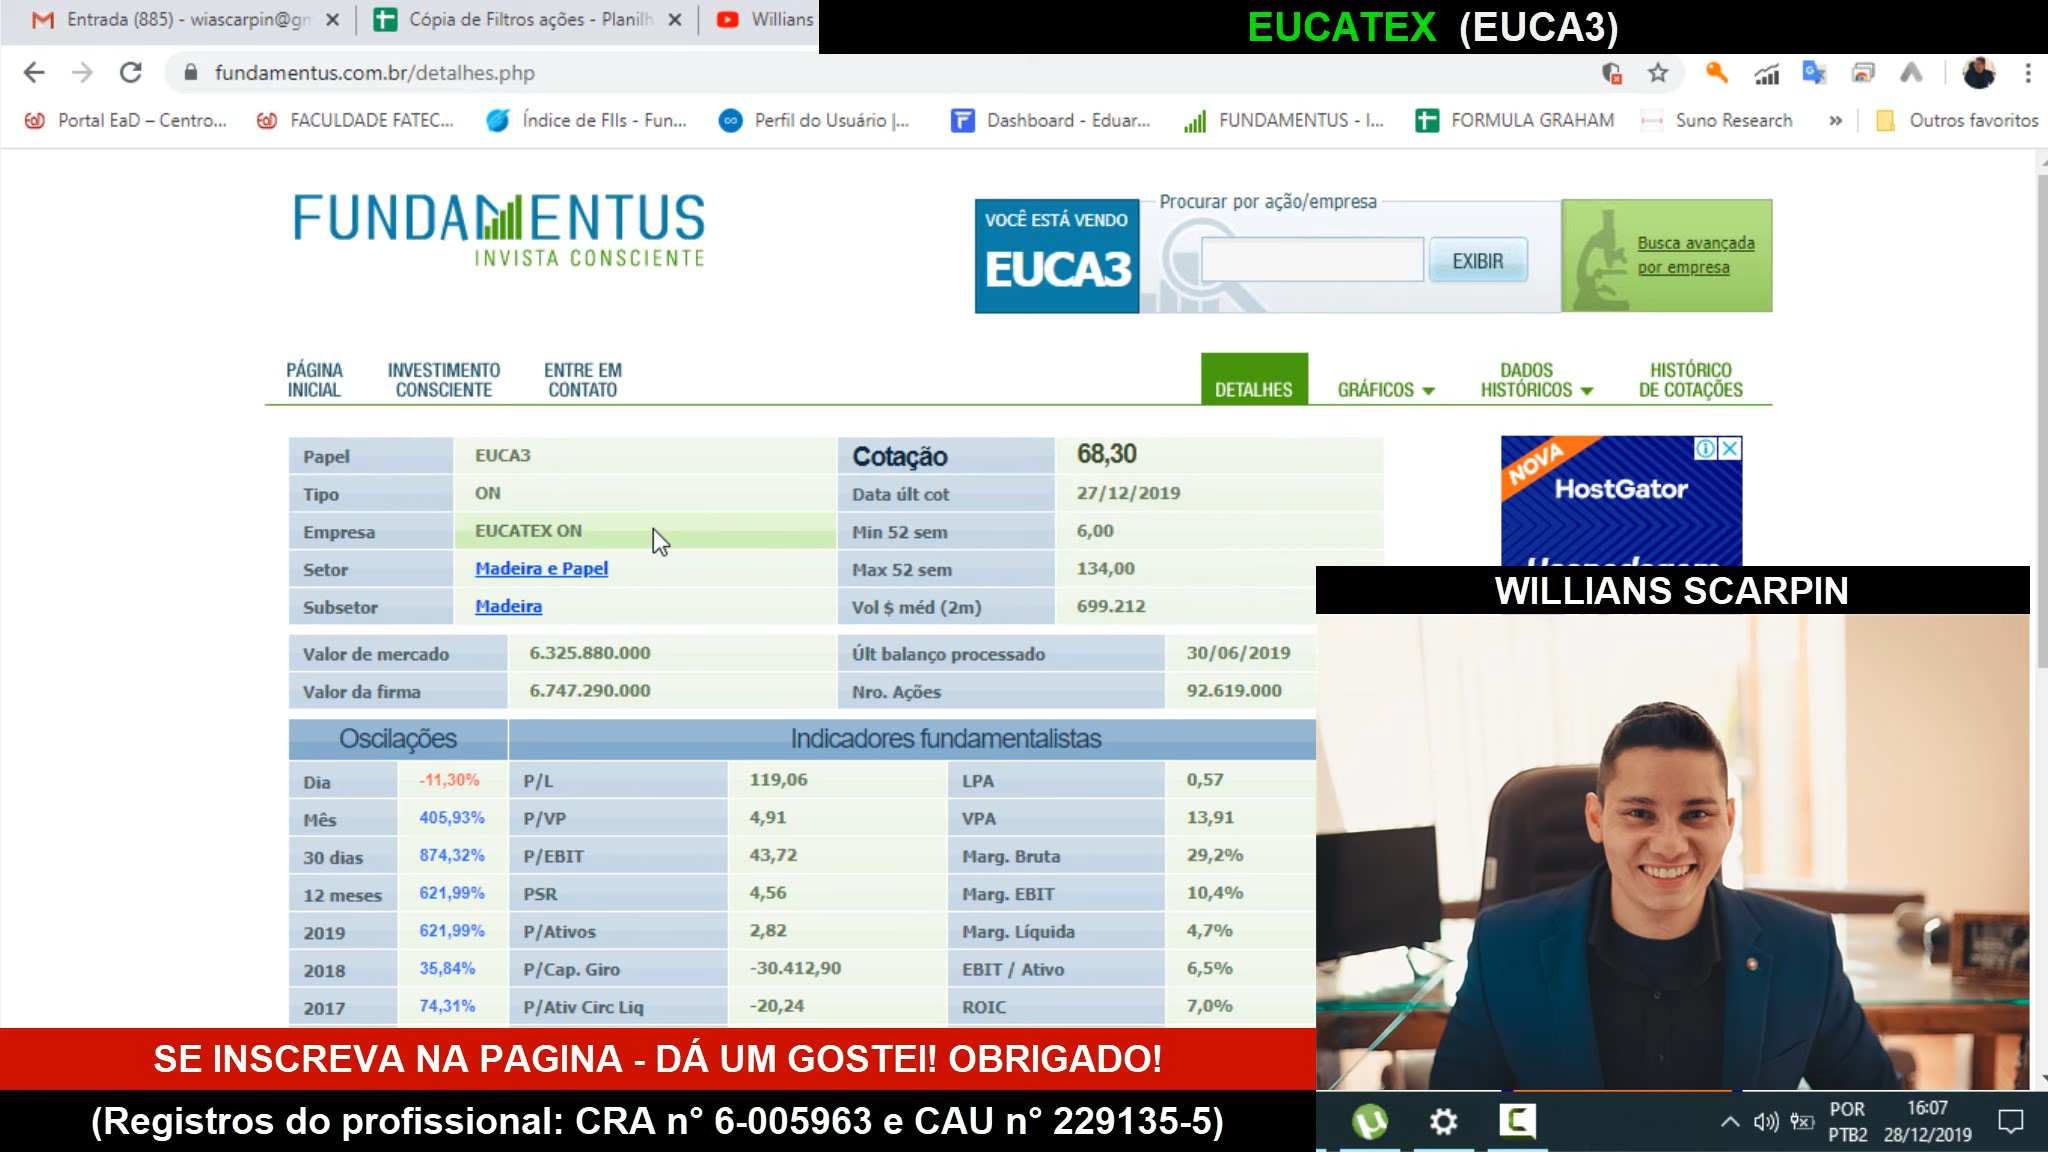 Entrada (885) - wiascarpin@gm
Cópia de Filtros ações - Planilh
Willians
EUCATEX (EUCA3)
fundamentus.com.br/detalhes.php
Portal EaD – Centro...
FACULDADE FATEC...
Índice de FIIs - Fun...
Perfil do Usuário |...
Dashboard - Eduar...
FUNDAMENTUS - I...
FORMULA GRAHAM
Suno Research
»
Outros favoritos
FUNDAMENTUS
INVISTA CONSCIENTE
VOCÊ ESTÁ VENDO
EUCA3
Procurar por ação/empresa
EXIBIR
Busca avançada
por empresa
PÁGINA
INICIAL
INVESTIMENTO
CONSCIENTE
ENTRE EM
CONTATO
DETALHES
GRÁFICOS
DADOS
HISTÓRICOS
HISTÓRICO
DE COTAÇÕES
Papel EUCA3 Cotação 68,30
Tipo ON Data últ cot 27/12/2019
Empresa EUCATEX ON Min 52 sem 6,00
Setor Madeira e Papel Max 52 sem 134,00
Subsetor Madeira Vol $ méd (2m) 699.212
Valor de mercado 6.325.880.000 Últ balanço processado 30/06/2019
Valor da firma 6.747.290.000 Nro. Ações 92.619.000
Oscilações Indicadores fundamentalistas
Dia -11,30% P/L 119,06 LPA 0,57
Mês 405,93% P/VP 4,91 VPA 13,91
30 dias 874,32% P/EBIT 43,72 Marg. Bruta 29,2%
12 meses 621,99% PSR 4,56 Marg. EBIT 10,4%
2019 621,99% P/Ativos 2,82 Marg. Líquida 4,7%
2018 35,84% P/Cap. Giro -30.412,90 EBIT / Ativo 6,5%
2017 74,31% P/Ativ Circ Liq -20,24 ROIC 7,0%
NOVA
HostGator
WILLIANS SCARPIN
SE INSCREVA NA PAGINA - DÁ UM GOSTEI! OBRIGADO!
(Registros do profissional: CRA n° 6-005963 e CAU n° 229135-5)
POR
PTB2
16:07
28/12/2019